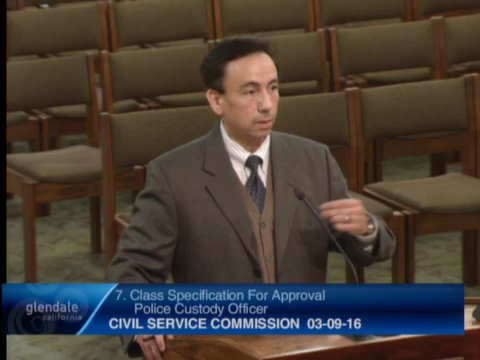 glendale
california
7. Class Specification For Approval
Police Custody Officer
CIVIL SERVICE COMMISSION 03-09-16